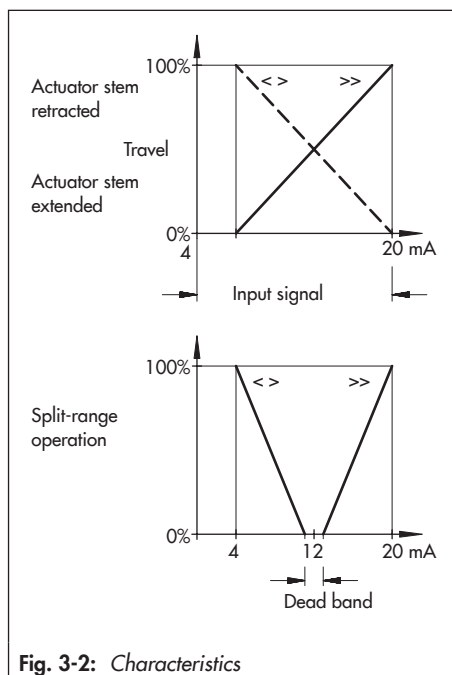 100%
< >
>>
Actuator stem
retracted
Travel
Actuator stem
extended
0%
4
20 mA
Input signal
100%
< >
>>
Split-range
operation
0%
4
12
20 mA
Dead band
Fig. 3-2: Characteristics